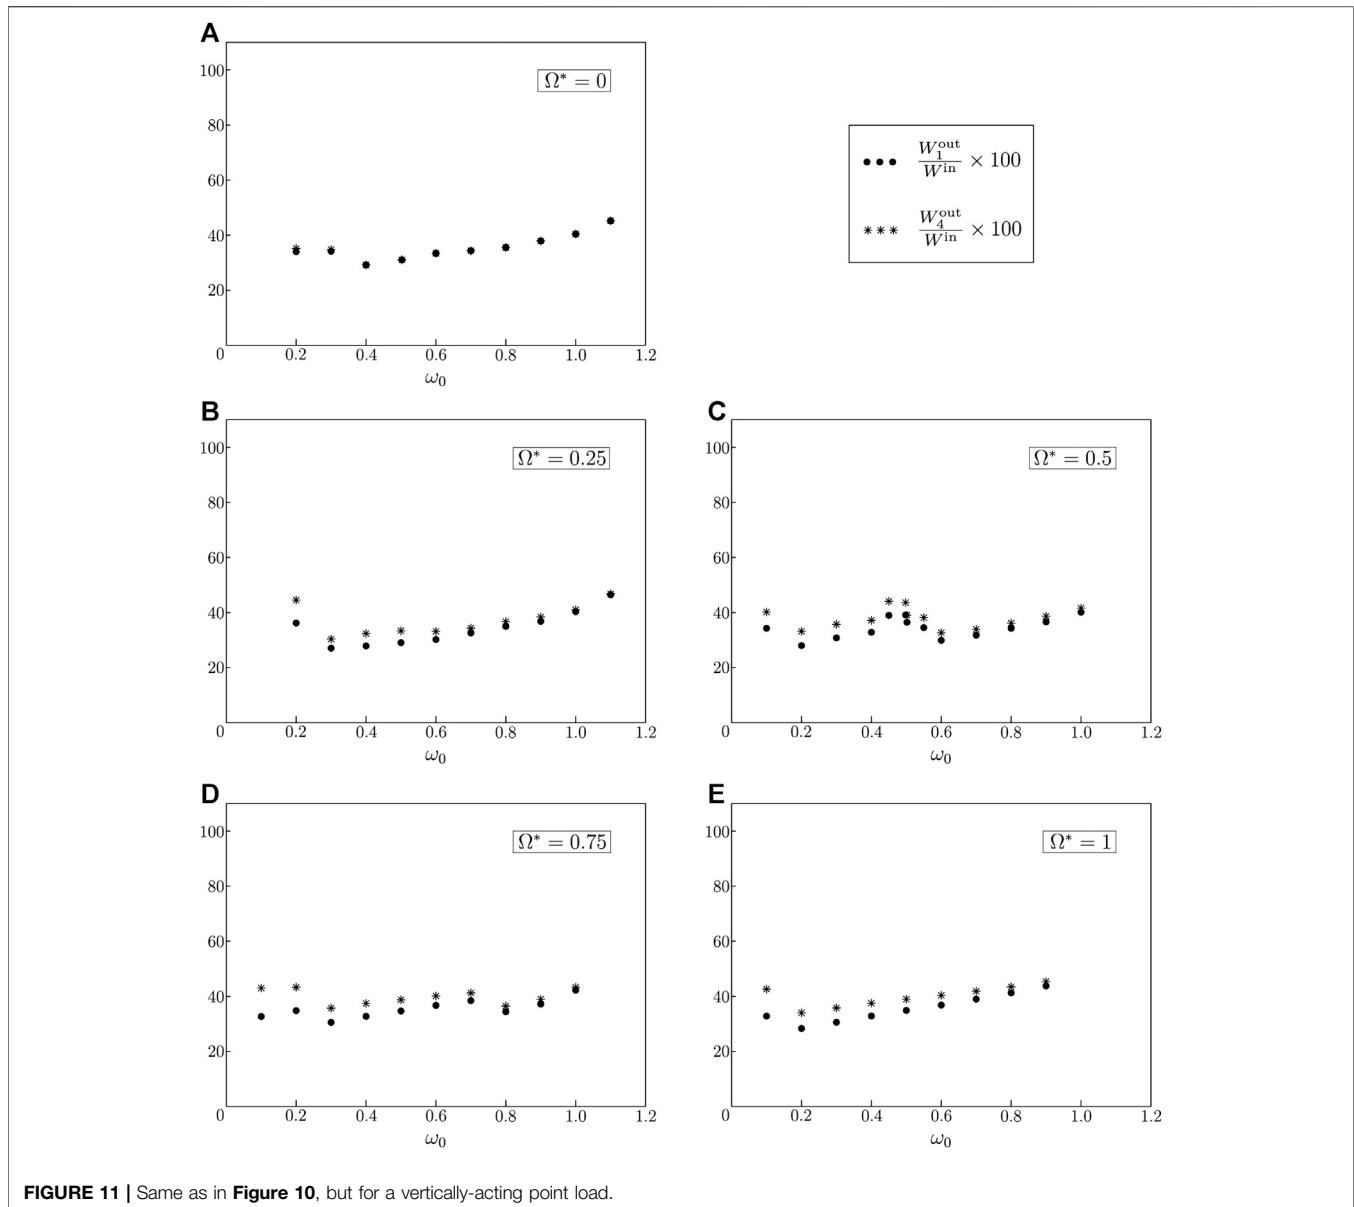 A
Ω* = 0
100
80
60
40
20
0
0.2 0.4 0.6 0.8 1.0 1.2
ω₀
W₁ᵒᵘᵗ/Wⁱⁿ × 100
W₄ᵒᵘᵗ/Wⁱⁿ × 100
B
Ω* = 0.25
100
80
60
40
20
0
0.2 0.4 0.6 0.8 1.0 1.2
ω₀
C
Ω* = 0.5
100
80
60
40
20
0
0.2 0.4 0.6 0.8 1.0 1.2
ω₀
D
Ω* = 0.75
100
80
60
40
20
0
0.2 0.4 0.6 0.8 1.0 1.2
ω₀
E
Ω* = 1
100
80
60
40
20
0
0.2 0.4 0.6 0.8 1.0 1.2
ω₀
FIGURE 11 | Same as in Figure 10, but for a vertically-acting point load.